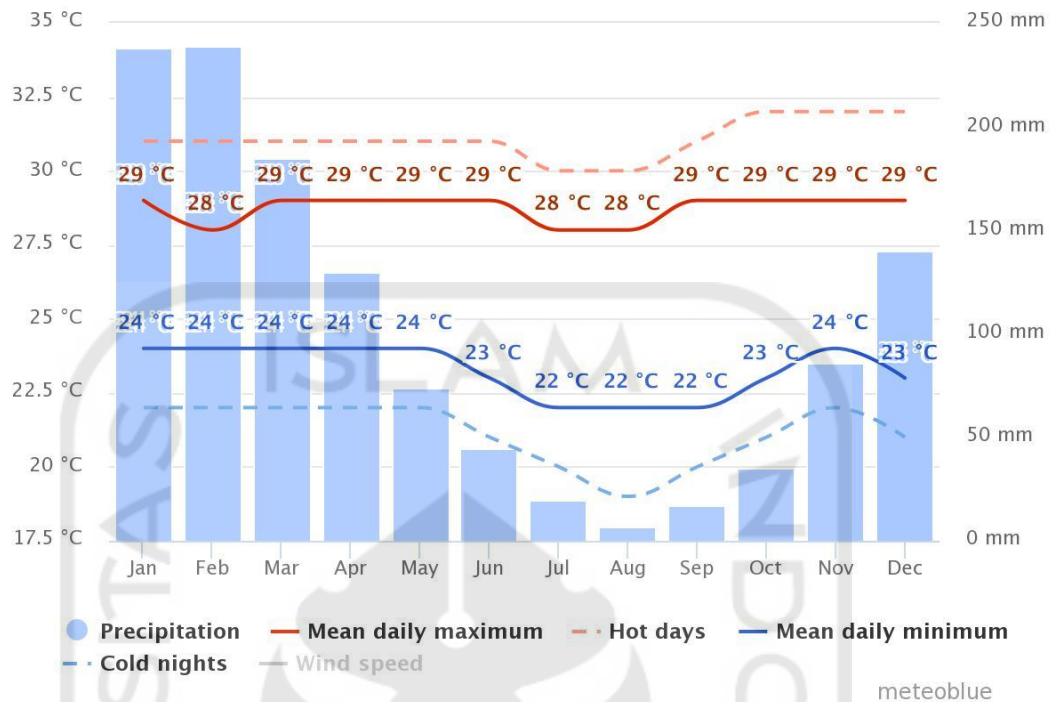 35 °C 250 mm
32.5 °C
200 mm
30 °C
29 °C 28 °C 29 °C 29 °C 29 °C 29 °C 28 °C 28 °C 29 °C 29 °C 29 °C 29 °C
27.5 °C 150 mm
25 °C
24 °C 24 °C 24 °C 24 °C 24 °C 23 °C 22 °C 22 °C 22 °C 23 °C 24 °C 23 °C
100 mm
22.5 °C
50 mm
20 °C
17.5 °C 0 mm
Jan Feb Mar Apr May Jun Jul Aug Sep Oct Nov Dec
Precipitation Mean daily maximum Hot days Mean daily minimum
Cold nights Wind speed
meteoblue
ISLAM
SITAS